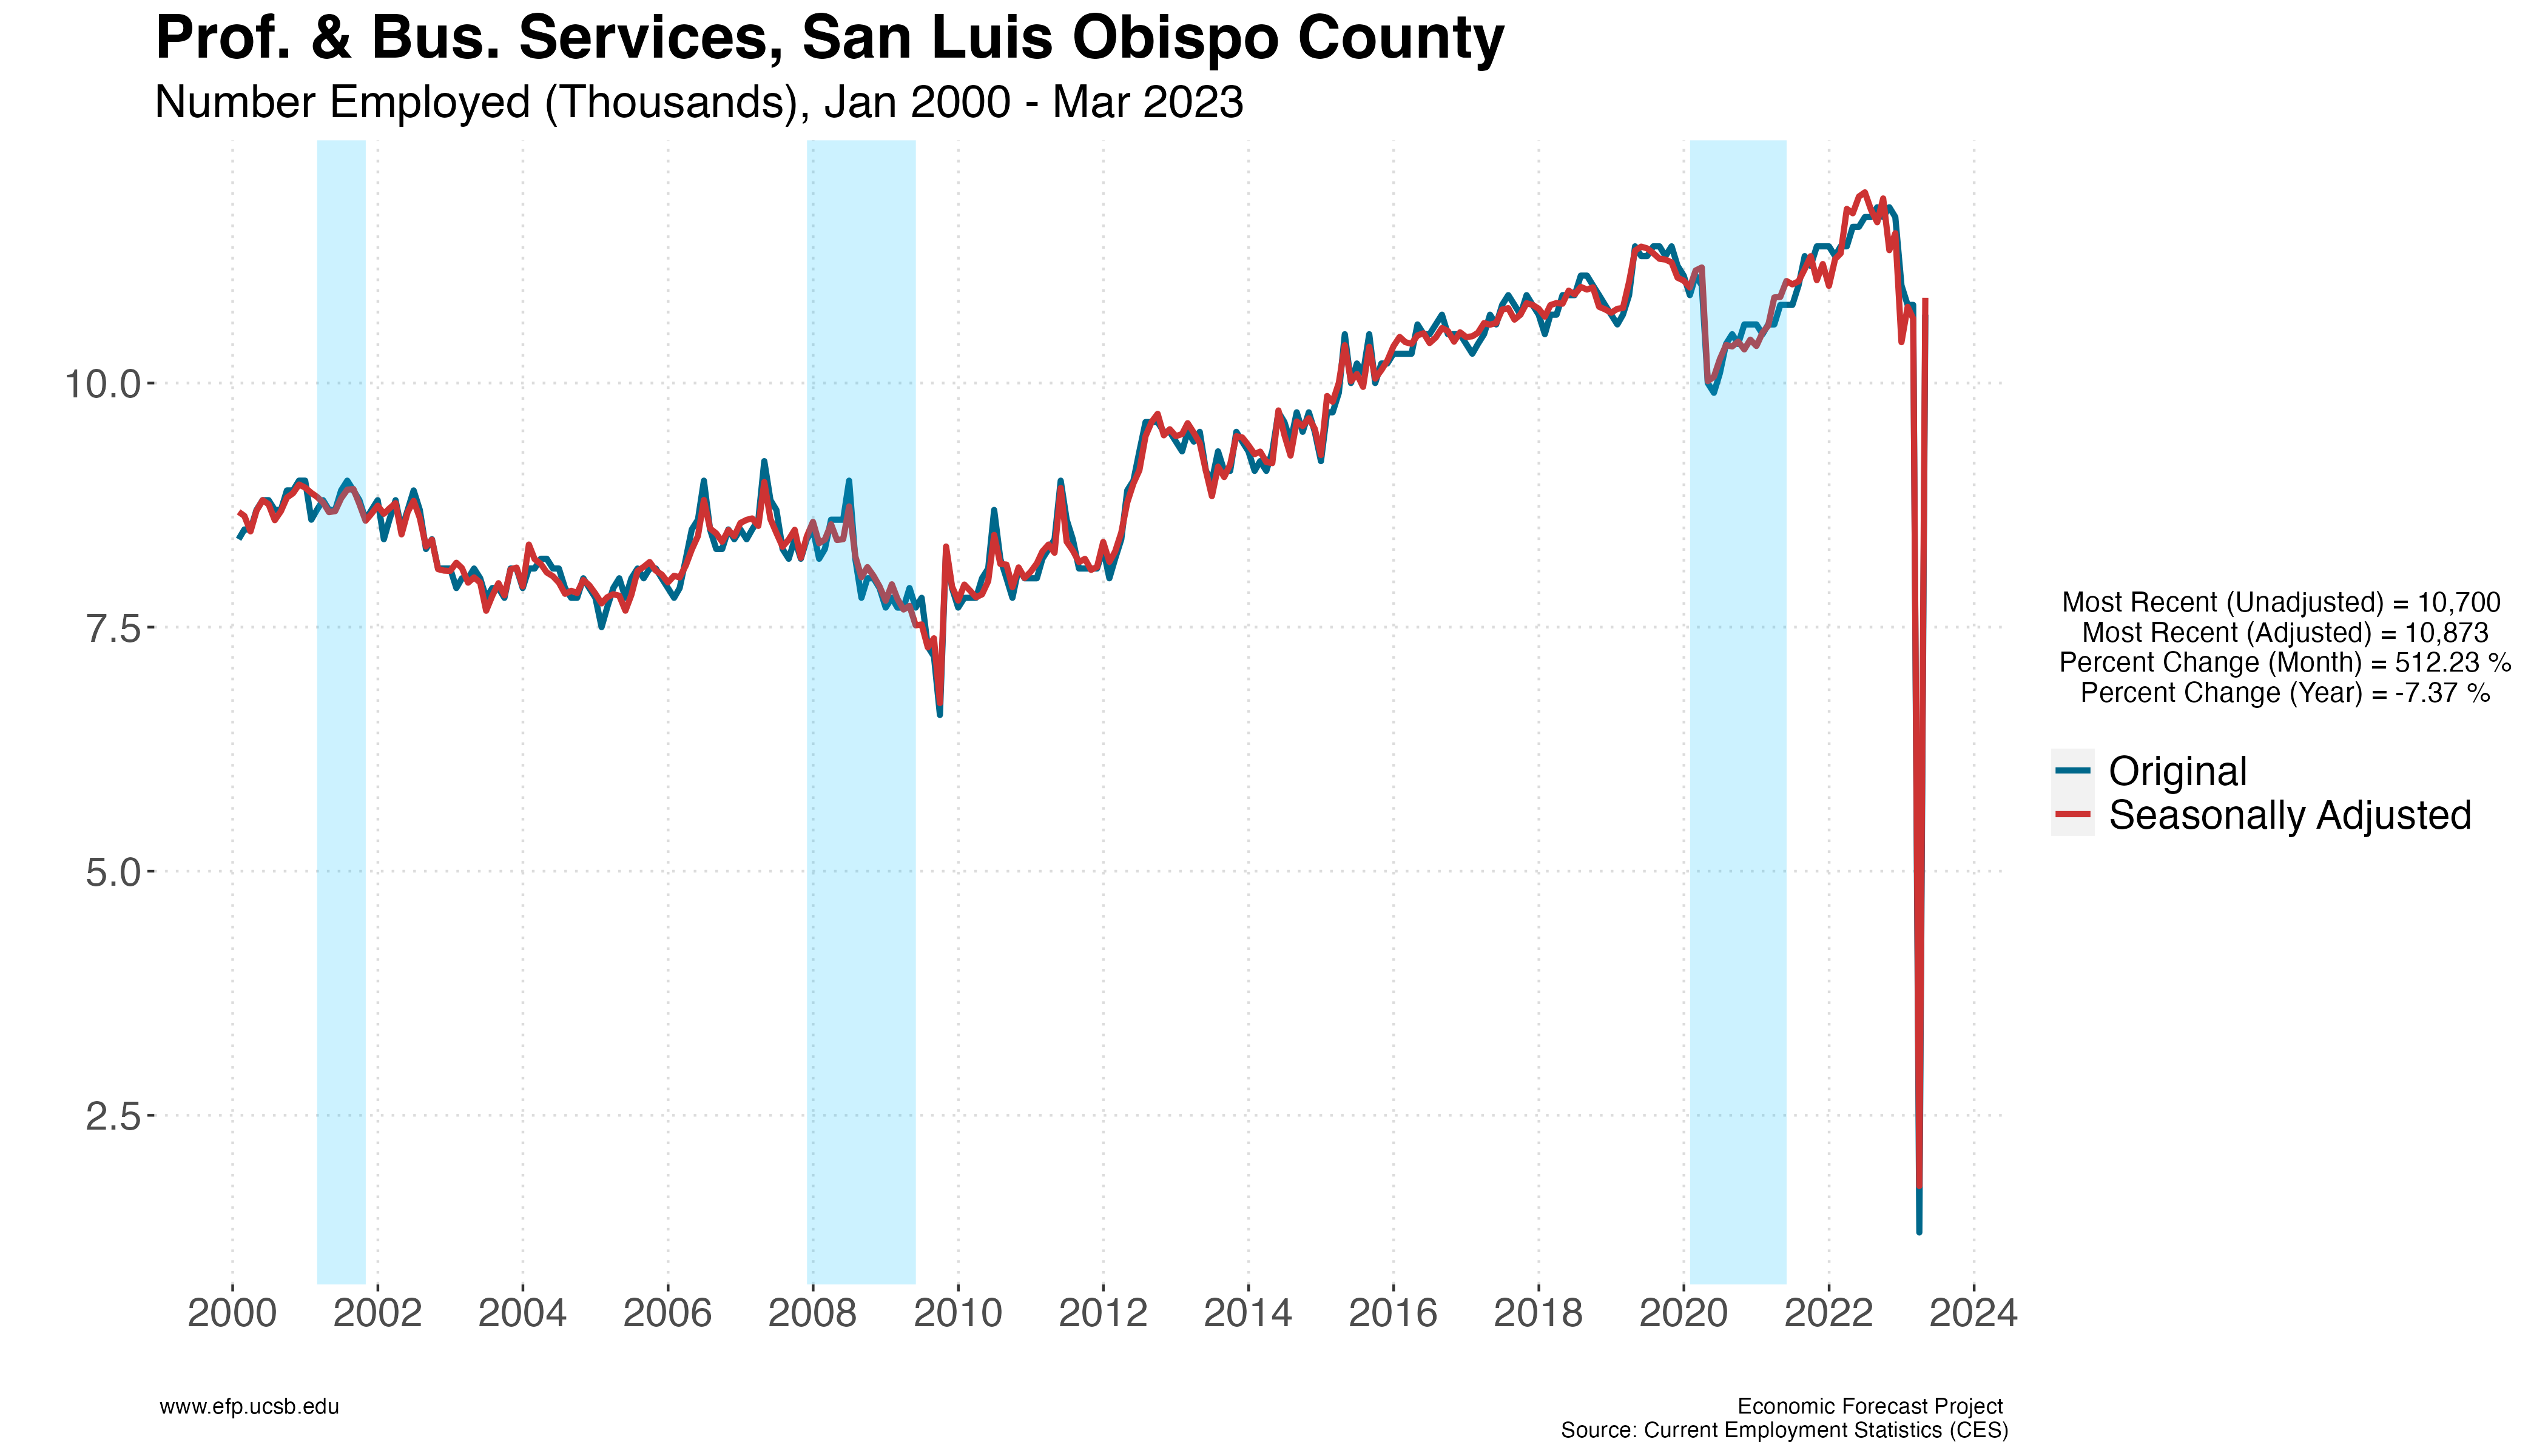 Prof. & Bus. Services, San Luis Obispo County
Number Employed (Thousands), Jan 2000 - Mar 2023
10.0
7.5
5.0
2.5
2000 2002 2004 2006 2008 2010 2012 2014 2016 2018 2020 2022 2024
Most Recent (Unadjusted) = 10,700
Most Recent (Adjusted) = 10,873
Percent Change (Month) = 512.23 %
Percent Change (Year) = -7.37 %
Original
Seasonally Adjusted
www.efp.ucsb.edu
Economic Forecast Project
Source: Current Employment Statistics (CES)